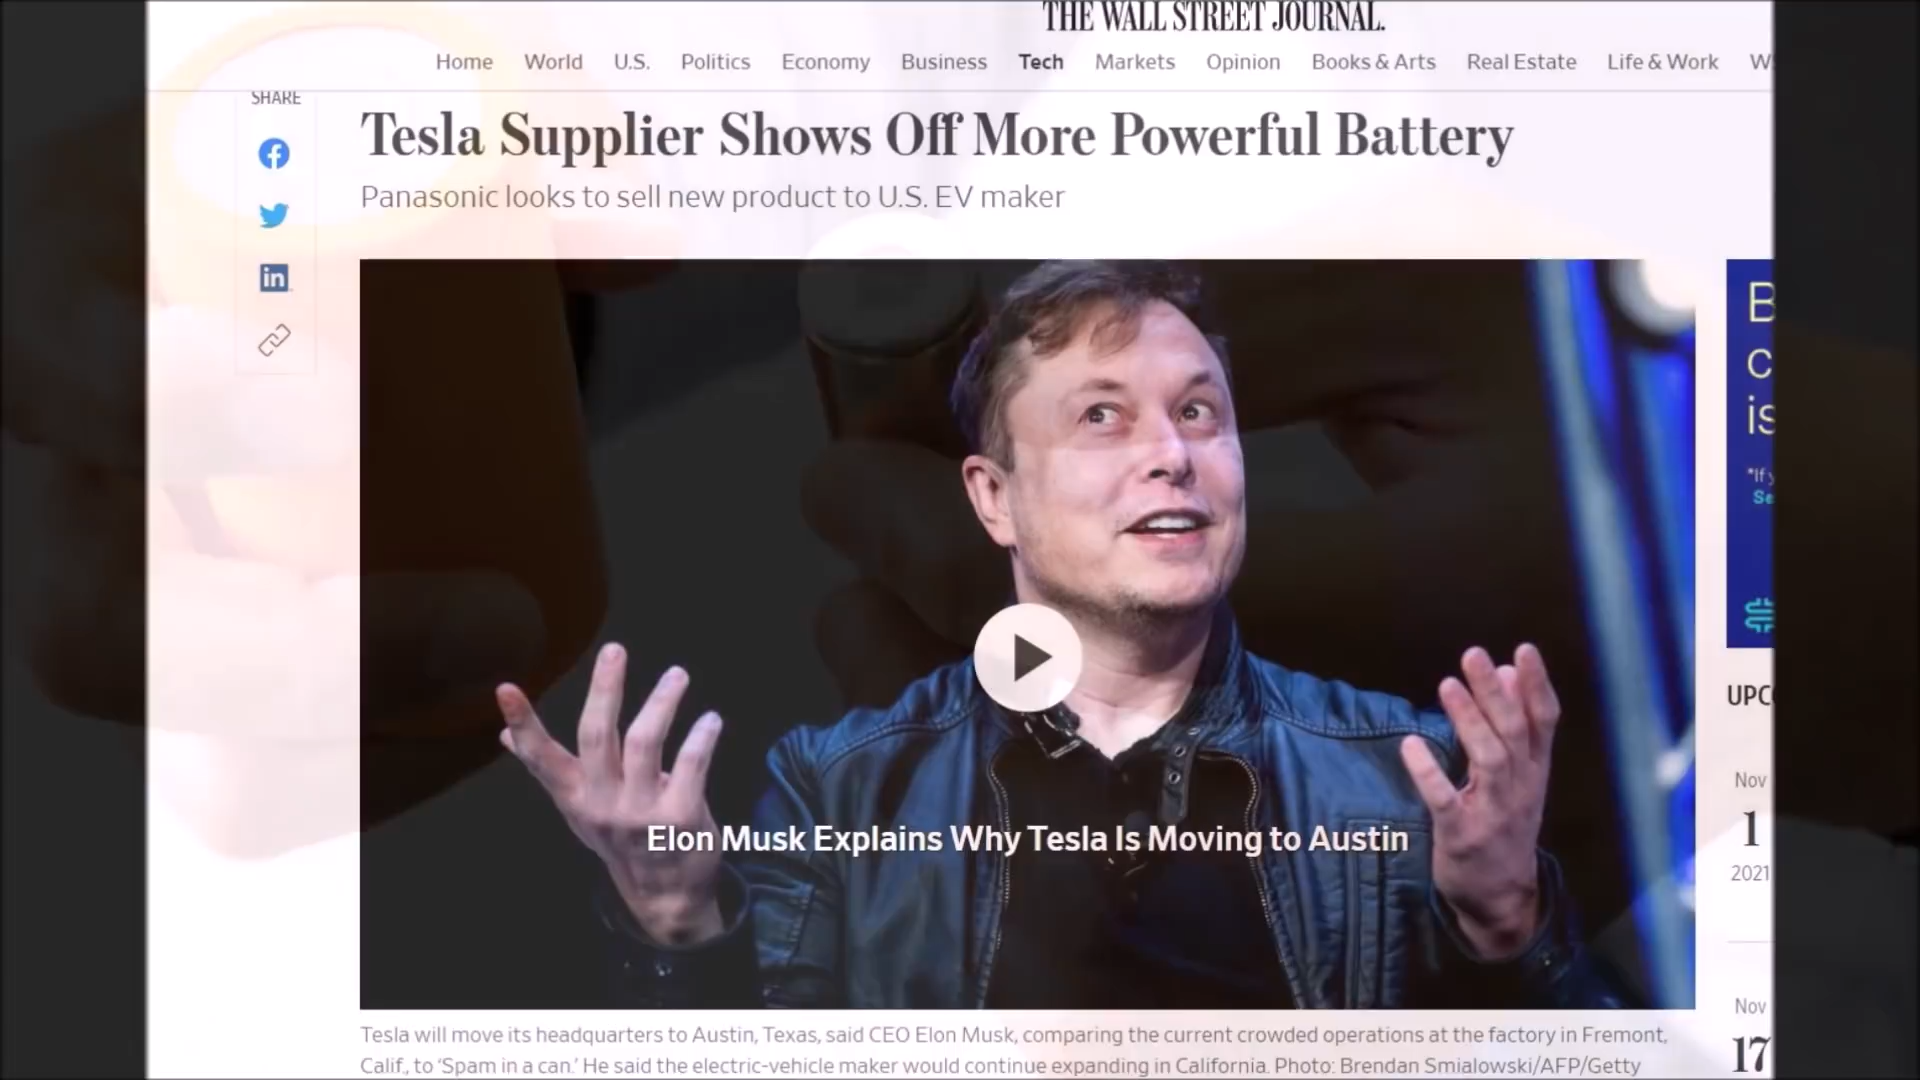 THE WALL STREET JOURNAL.
Home World U.S. Politics Economy Business Tech Markets Opinion Books & Arts Real Estate Life & Work
SHARE
Tesla Supplier Shows Off More Powerful Battery
Panasonic looks to sell new product to U.S. EV maker
in
Elon Musk Explains Why Tesla Is Moving to Austin
Tesla will move its headquarters to Austin, Texas, said CEO Elon Musk, comparing the current crowded operations at the factory in Fremont,
Calif., to ‘Spam in a can.’ He said the electric-vehicle maker would continue expanding in California. Photo: Brendan Smialowski/AFP/Getty
is
*If
Nov
1
2021
Nov
17